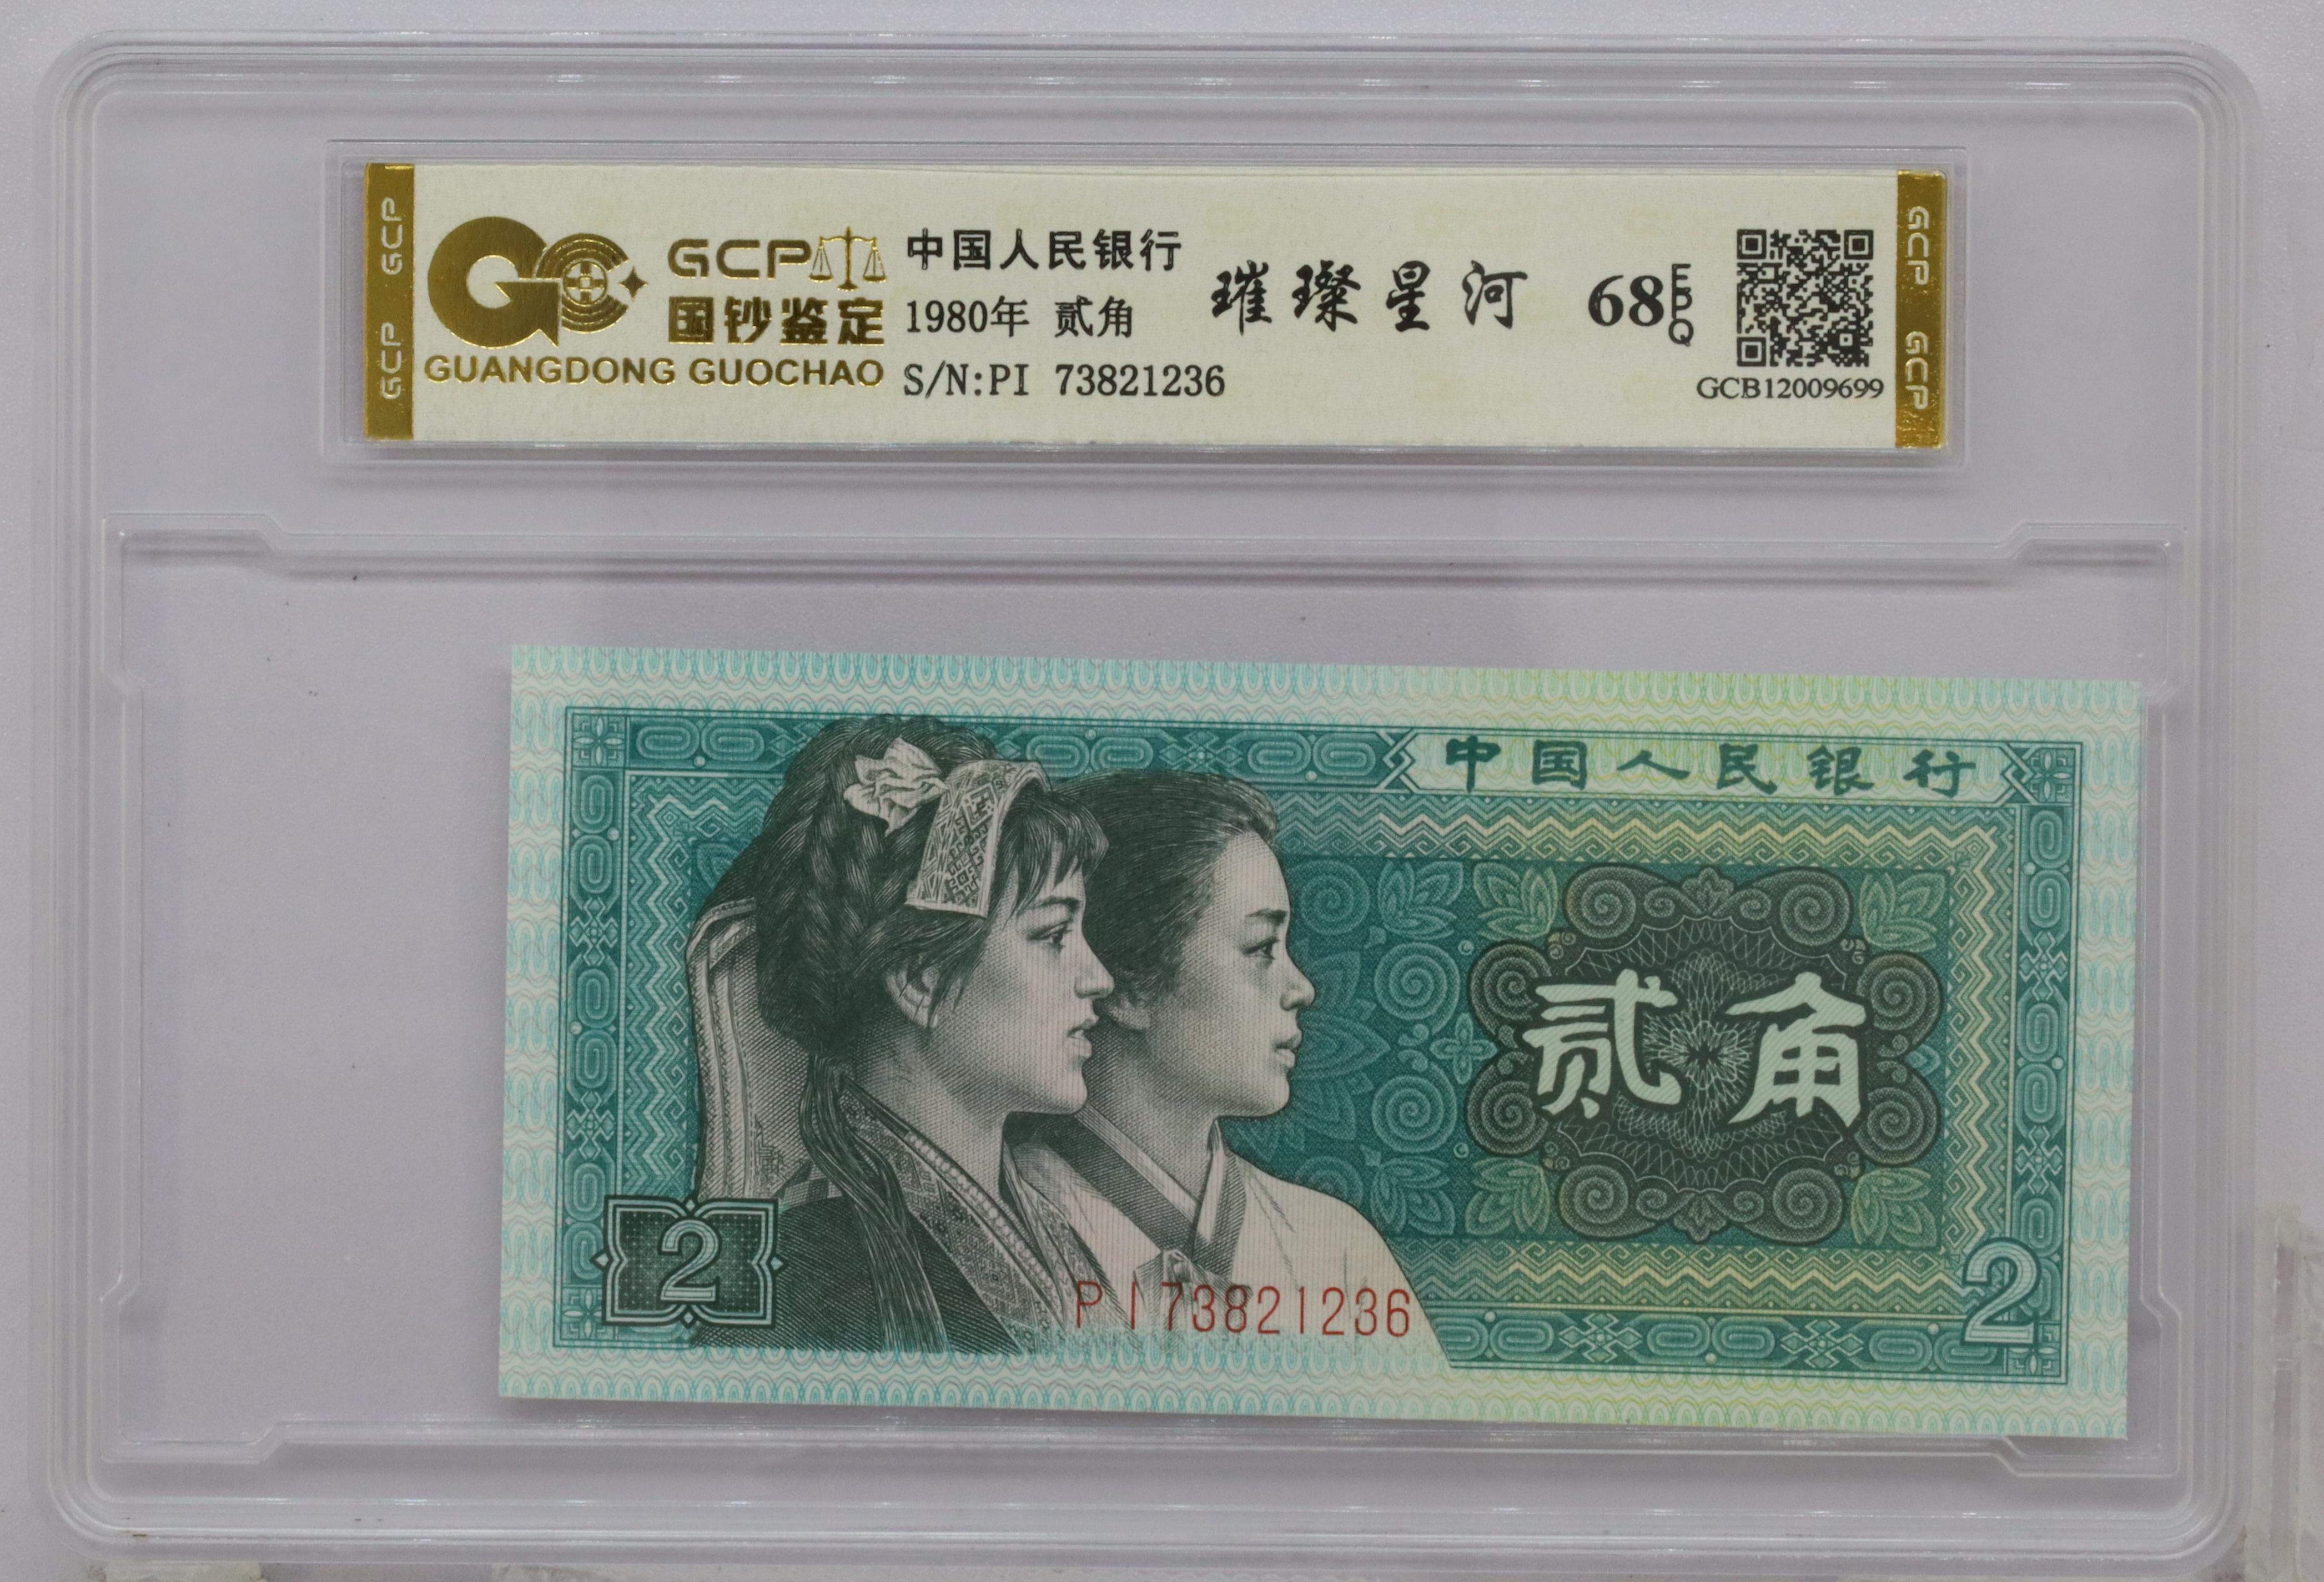 GCP GCP
GCP
国钞鉴定
GUANGDONG GUOCHAO
中国人民银行
1980年 贰角
S/N:PI 73821236
璀璨星河
68 EPQ
GCB12009699
GCP GCP
中国人民银行
贰角
2
PI73821236
2